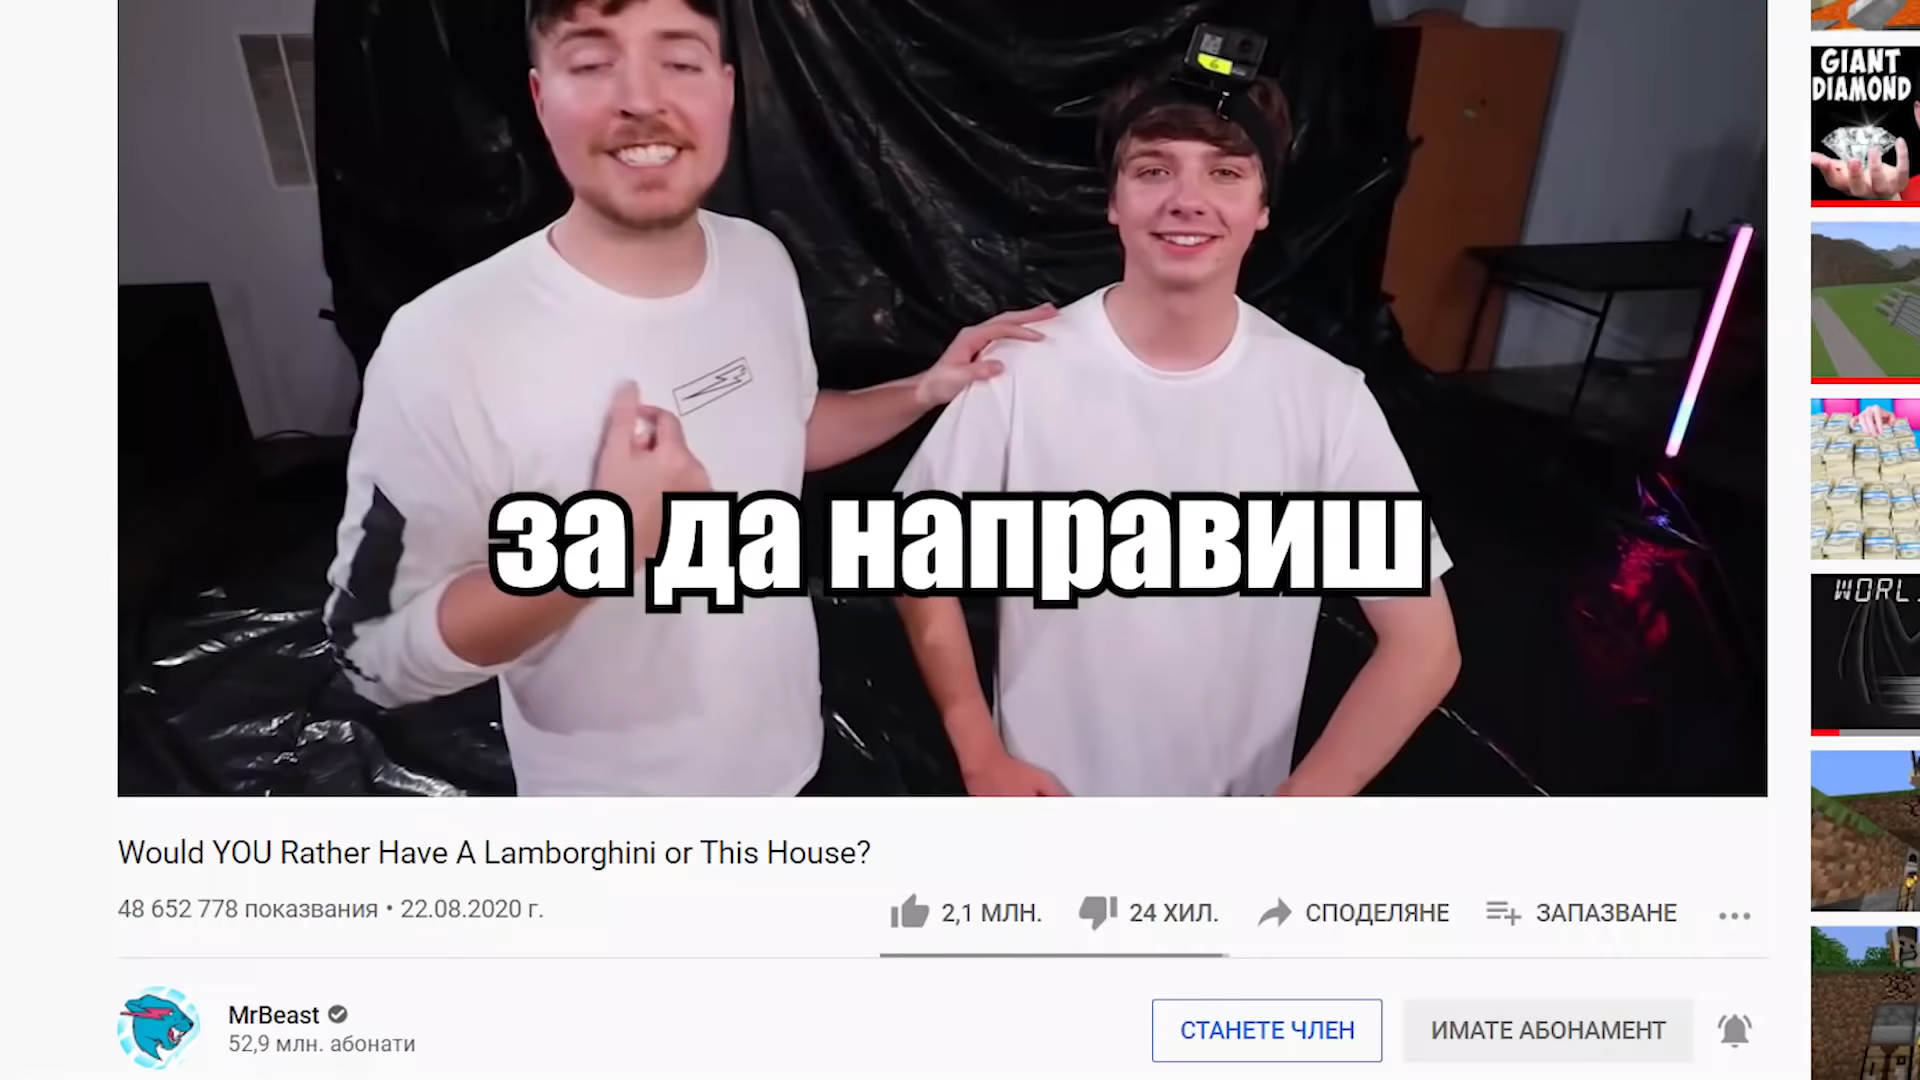 GIANT
DIAMOND
за да направиш
Would YOU Rather Have A Lamborghini or This House?
48 652 778 показвания • 22.08.2020 г.
2,1 МЛН.
24 ХИЛ.
СПОДЕЛЯНЕ
ЗАПАЗВАНЕ
MrBeast
52,9 млн. абонати
СТАНЕТЕ ЧЛЕН
ИМАТЕ АБОНАМЕНТ